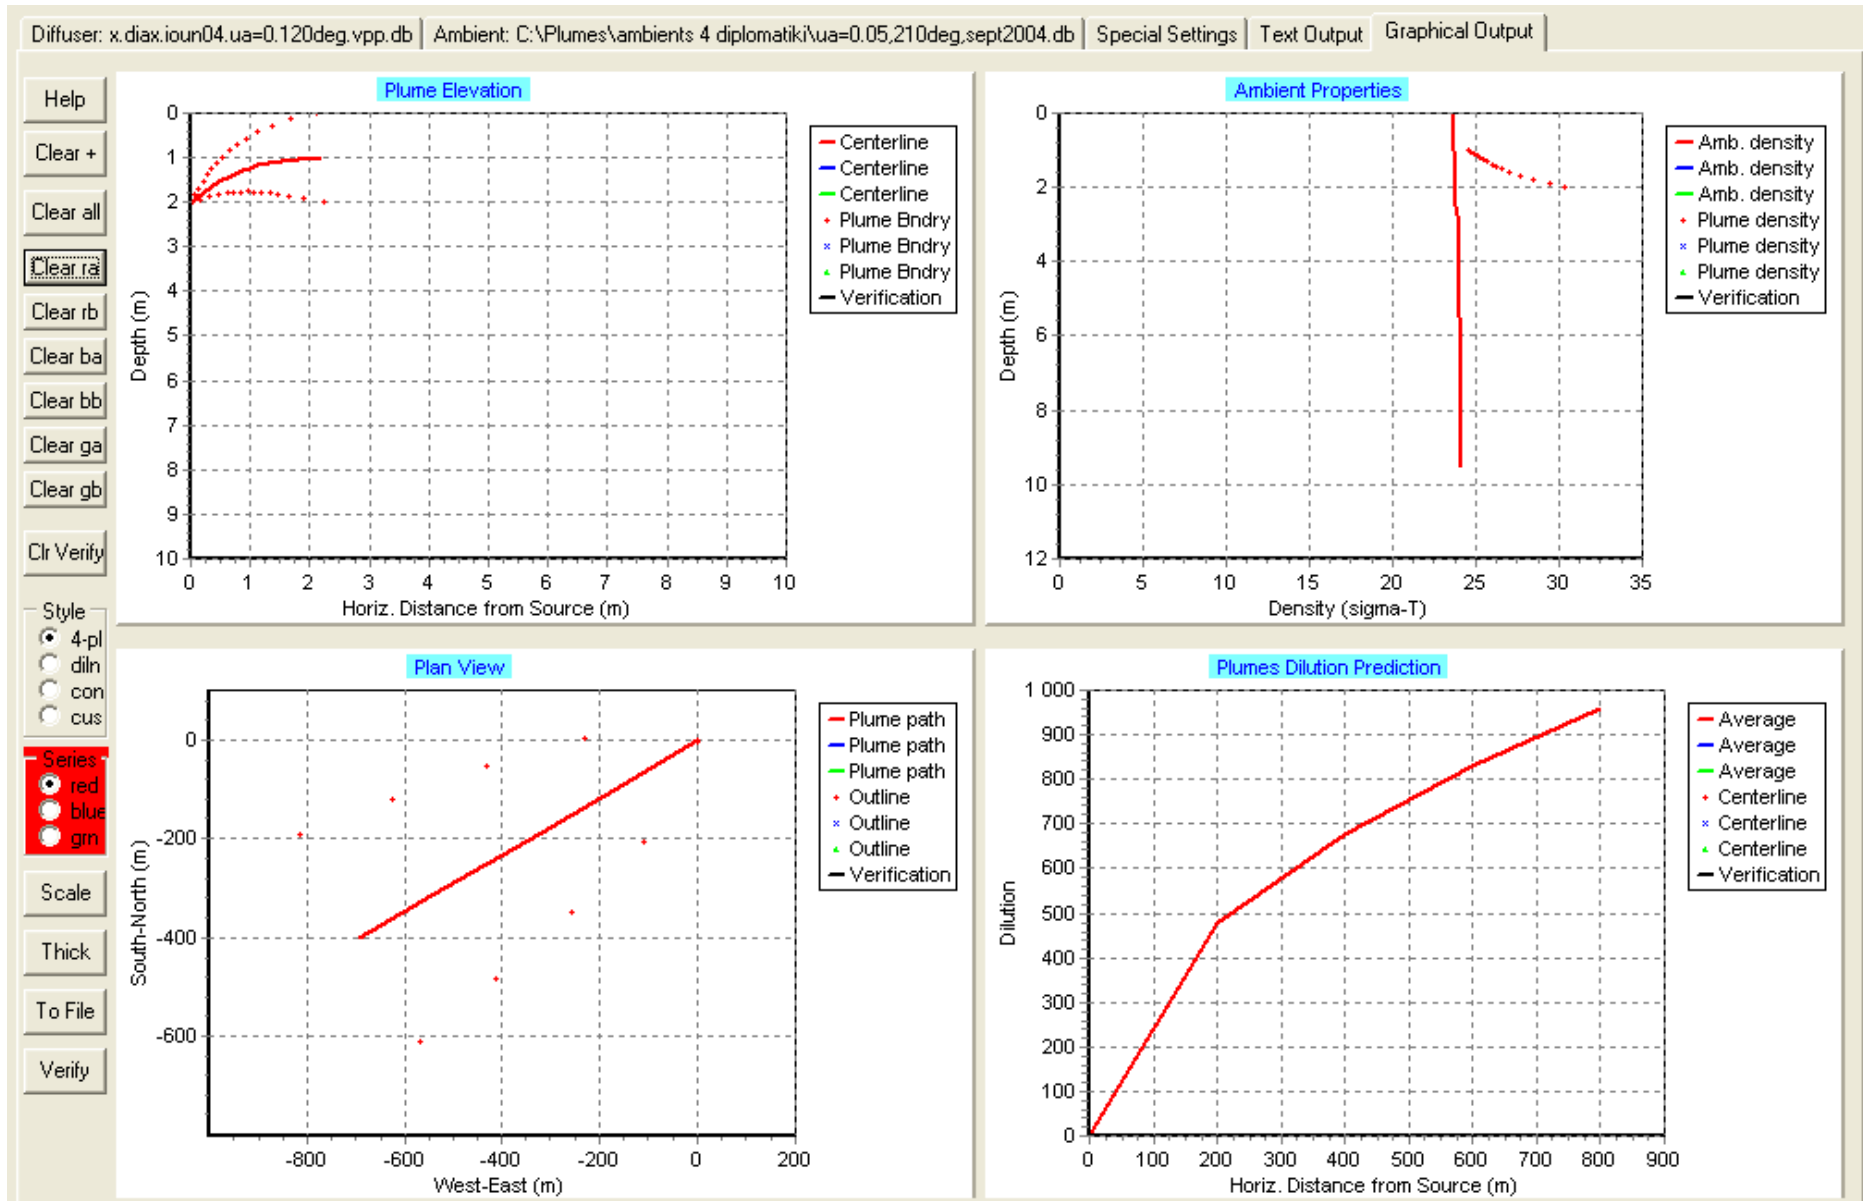 Diffuser: x.diax.ioun04.ua=0.120deg.vpp.db
Ambient: C:\Plumes\ambients 4 diplomatiki\ua=0.05,210deg,sept2004.db
Special Settings
Text Output
Graphical Output
Help
Clear +
Clear all
Clear ra
Clear rb
Clear ba
Clear bb
Clear ga
Clear gb
Clr Verify
Style
4-pl
diln
con
cus
Series
red
blue
grn
Scale
Thick
To File
Verify
Plume Elevation
0
1
2
3
4
5
6
7
8
9
10
Depth (m)
0 1 2 3 4 5 6 7 8 9 10
Horiz. Distance from Source (m)
Centerline
Centerline
Centerline
Plume Bndry
Plume Bndry
Plume Bndry
Verification
Ambient Properties
0
2
4
6
8
10
12
Depth (m)
0 5 10 15 20 25 30 35
Density (sigma-T)
Amb. density
Amb. density
Amb. density
Plume density
Plume density
Plume density
Verification
Plan View
0
-200
-400
-600
South-North (m)
-800 -600 -400 -200 0 200
West-East (m)
Plume path
Plume path
Plume path
Outline
Outline
Outline
Verification
Plumes Dilution Prediction
1 000
900
800
700
600
500
400
300
200
100
0
Dilution
0 100 200 300 400 500 600 700 800 900
Horiz. Distance from Source (m)
Average
Average
Average
Centerline
Centerline
Centerline
Verification